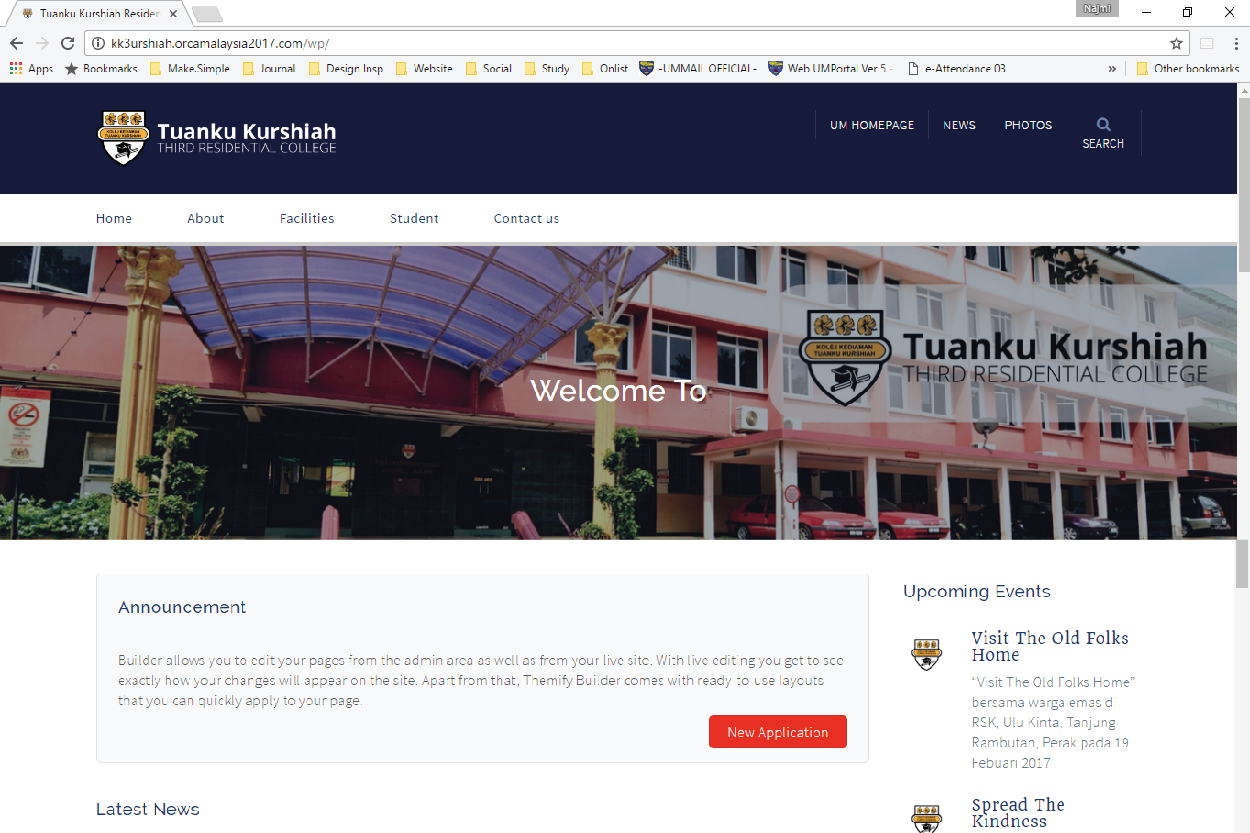 Tuanku Kurshiah Resider
Najmi
kk3urshiah.orcamalaysia2017.com/wp/
Apps Bookmarks Make.Simple Journal Design Insp Website Social Study Onlist -UMMAIL OFFICIAL- Web UMPortal Ver.5 - e-Attendance 03 » Other bookmarks
KOLEJ KEDIAMAN
TUANKU KURSHIAH
Tuanku Kurshiah
THIRD RESIDENTIAL COLLEGE
UM HOMEPAGE NEWS PHOTOS SEARCH
Home About Facilities Student Contact us
KOLEJ KEDIAMAN
TUANKU KURSHIAH
Tuanku Kurshiah
THIRD RESIDENTIAL COLLEGE
Welcome To
Announcement
Builder allows you to edit your pages from the admin area as well as from your live site. With live editing you get to see
exactly how your changes will appear on the site. Apart from that, Themify Builder comes with ready-to-use layouts
that you can quickly apply to your page.
New Application
Latest News
Upcoming Events
Visit The Old Folks
Home
“Visit The Old Folks Home”
bersama warga emas di
RSK, Ulu Kinta, Tanjung
Rambutan, Perak pada 19
Febuari 2017
Spread The
Kindness